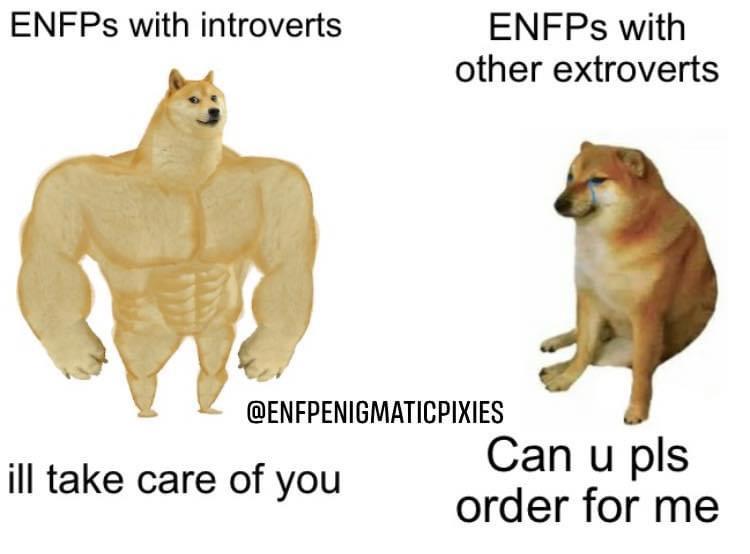 ENFPs with introverts
ENFPs with
other extroverts
@ENFPENIGMATICPIXIES
ill take care of you
Can u pls
order for me